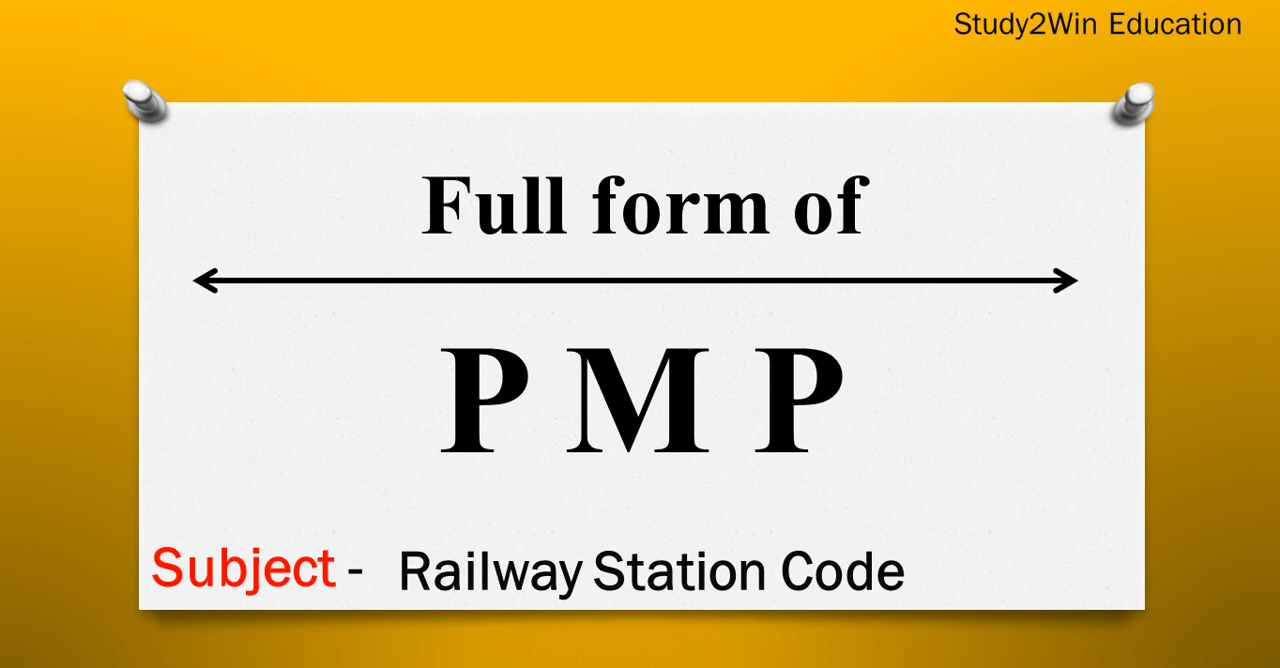 Study2Win Education
Full form of
P M P
Subject - Railway Station Code